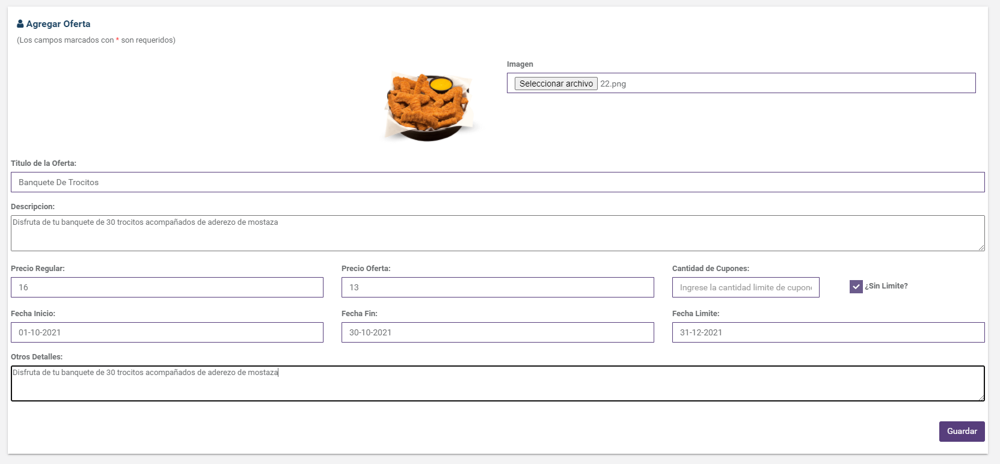 Agregar Oferta
(Los campos marcados con * son requeridos)
Imagen
Seleccionar archivo 22.png
Titulo de la Oferta:
Banquete De Trocitos
Descripcion:
Disfruta de tu banquete de 30 trocitos acompañados de aderezo de mostaza
Precio Regular: Precio Oferta: Cantidad de Cupones:
16 13 Ingrese la cantidad limite de cupon ¿Sin Limite?
Fecha Inicio: Fecha Fin: Fecha Limite:
01-10-2021 30-10-2021 31-12-2021
Otros Detalles:
Disfruta de tu banquete de 30 trocitos acompañados de aderezo de mostaza
Guardar